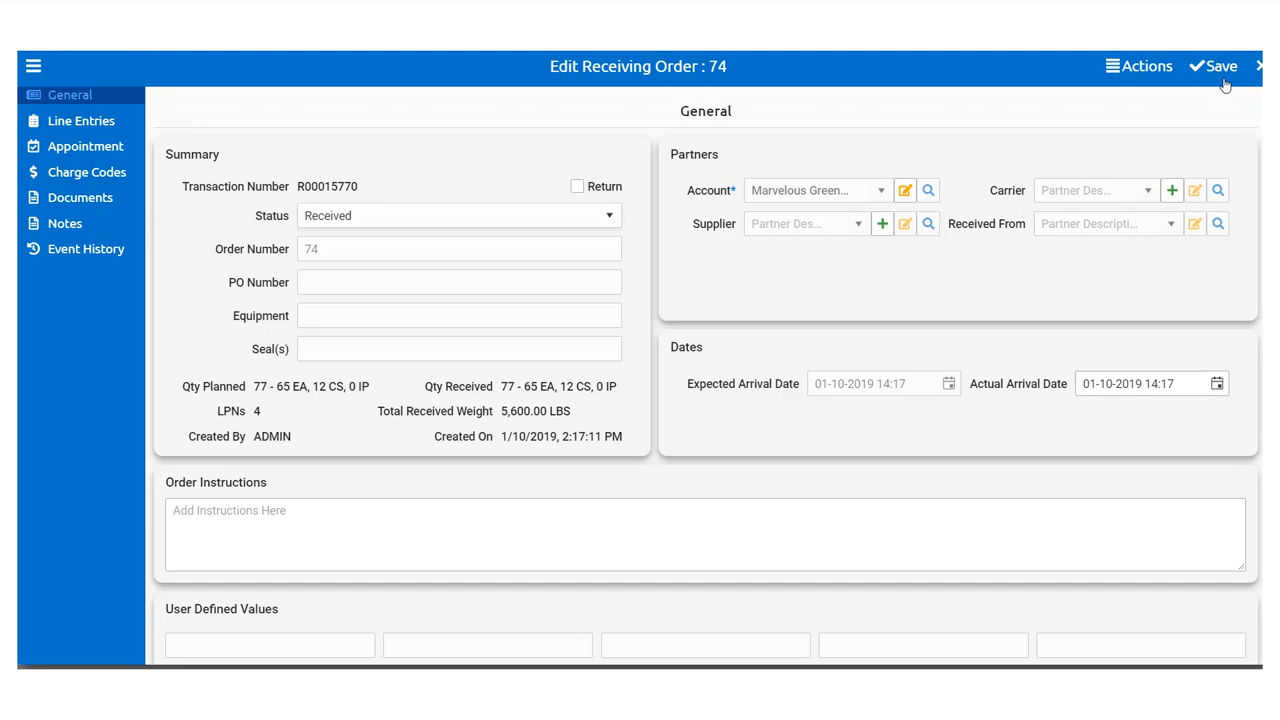 Edit Receiving Order : 74
Actions
Save
General
Line Entries
Appointment
Charge Codes
Documents
Notes
Event History
General
Summary
Transaction Number R00015770
Return
Status Received
Order Number 74
PO Number
Equipment
Seal(s)
Qty Planned 77 - 65 EA, 12 CS, 0 IP Qty Received 77 - 65 EA, 12 CS, 0 IP
LPNs 4 Total Received Weight 5,600.00 LBS
Created By ADMIN Created On 1/10/2019, 2:17:11 PM
Partners
Account* Marvelous Green... Carrier Partner Des...
Supplier Partner Des... Received From Partner Descripti...
Dates
Expected Arrival Date 01-10-2019 14:17 Actual Arrival Date 01-10-2019 14:17
Order Instructions
Add Instructions Here
User Defined Values